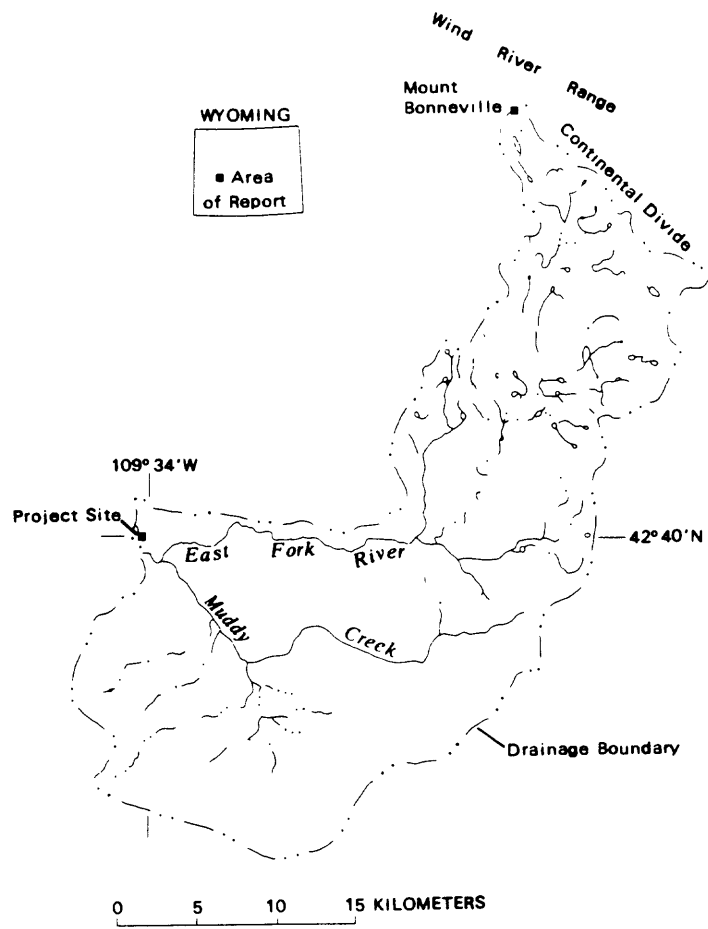 Wind River Range
Mount
Bonneville
WYOMING
Continental Divide
Area
of Report
109° 34'W
Project Site
East Fork River
42°40'N
Muddy Creek
Drainage Boundary
0 5 10 15 KILOMETERS